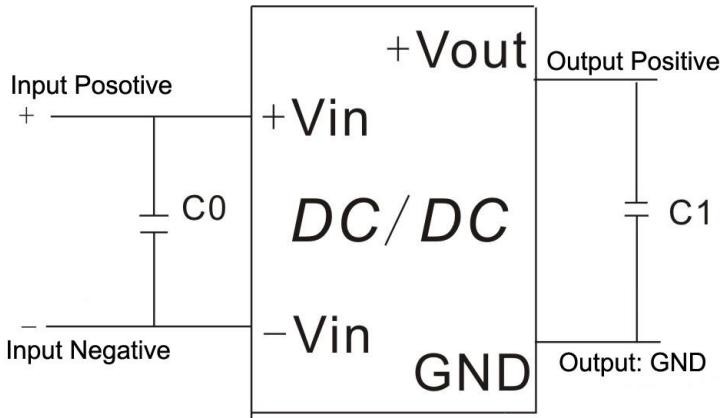 +Vout
Output Positive
Input Posotive
+
+Vin
C0
DC/DC
C1
−
−Vin
Input Negative
GND
Output: GND